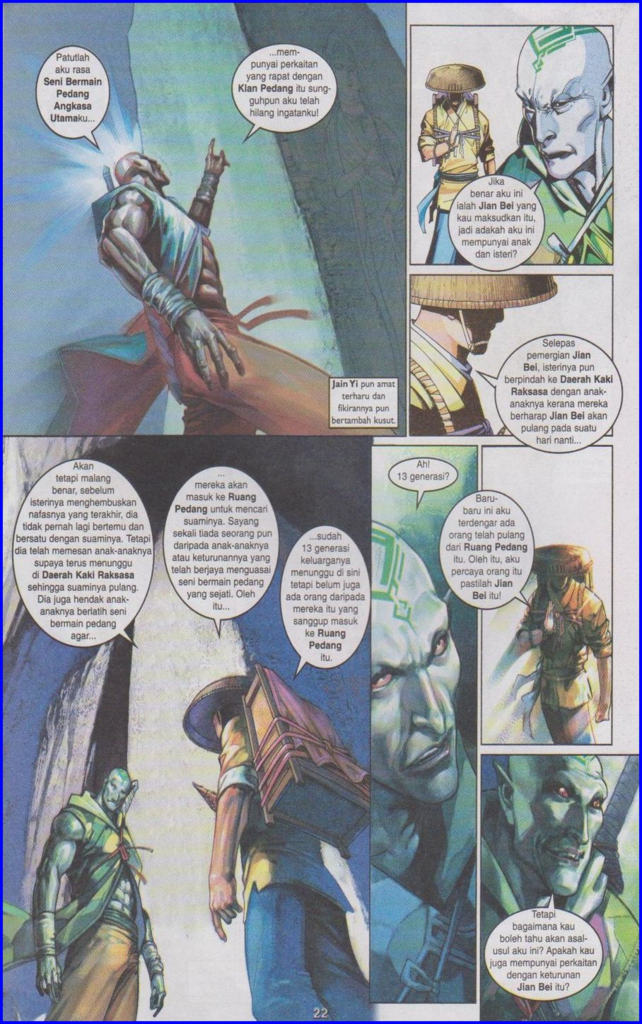 Patutlah
aku rasa
Seni Bermain
Pedang
Angkasa
Utamaku...
...mem-
punyai perkaitan
yang rapat dengan
Klan Pedang itu sung-
guhpun aku telah
hilang ingatanku!
Jain Yi pun amat
terharu dan
fikirannya pun
bertambah kusut.
Jika
benar aku ini
ialah Jian Bei yang
kau maksudkan itu,
jadi adakah aku ini
mempunyai anak
dan isteri?
Selepas
pemergian Jian
Bei, isterinya pun
berpindah ke Daerah Kaki
Raksasa dengan anak-
anaknya kerana mereka
berharap Jian Bei akan
pulang pada suatu
hari nanti...
Akan
tetapi malang
benar, sebelum
isterinya menghembuskan
nafasnya yang terakhir, dia
tidak pernah lagi bertemu dan
bersatu dengan suaminya. Tetapi
dia telah memesan anak-anaknya
supaya terus menunggu
di Daerah Kaki Raksasa
sehingga suaminya pulang.
Dia juga hendak anak-
anaknya berlatih seni
bermain pedang
agar...
...
mereka akan
masuk ke Ruang
Pedang untuk mencari
suaminya. Sayang
sekali tiada seorang pun
daripada anak-anaknya
atau keturunannya yang
telah berjaya menguasai
seni bermain pedang
yang sejati. Oleh
itu...
...sudah
13 generasi
keluarganya
menunggu di sini
tetapi belum juga
ada orang daripada
mereka itu yang
sanggup masuk
ke Ruang
Pedang
itu.
Ah!
13 generasi?
Baru-
baru ini aku
terdengar ada
orang telah pulang
dari Ruang Pedang
itu. Oleh itu, aku
percaya orang itu
pastilah Jian
Bei itu!
Tetapi
bagaimana kau
boleh tahu akan asal-
usul aku ini? Apakah kau
juga mempunyai perkaitan
dengan keturunan
Jian Bei itu?
22